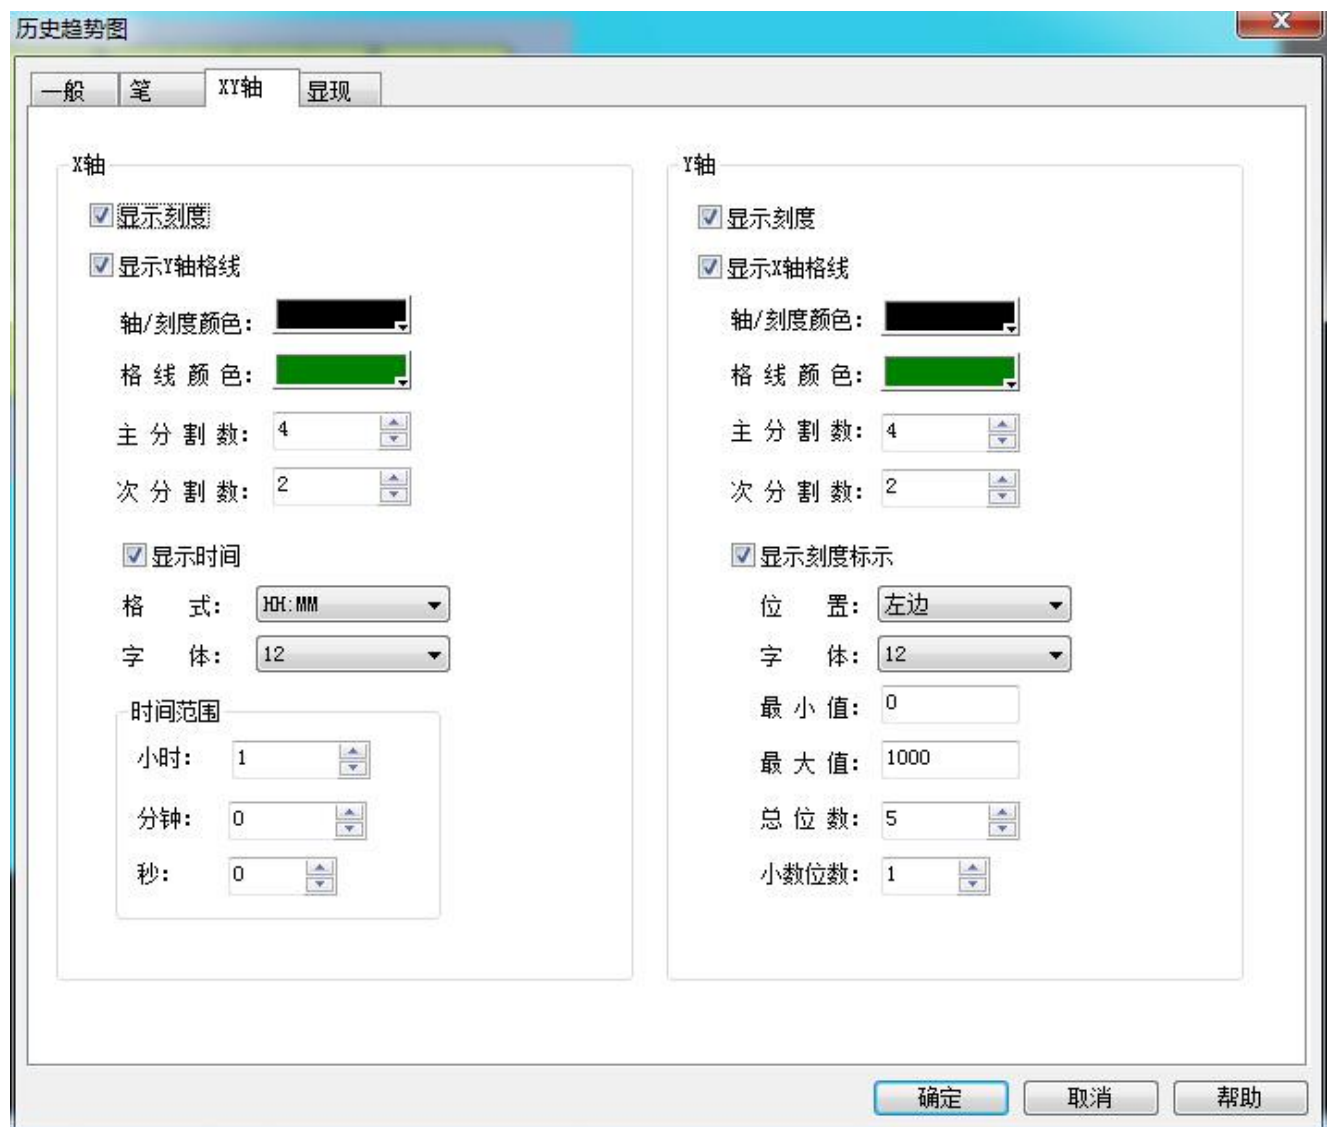 历史趋势图
一般 笔 XY轴 显现
X轴
显示刻度
显示Y轴格线
轴/刻度颜色:
格线颜色:
主分割数: 4
次分割数: 2
显示时间
格式: HH:MM
字体: 12
时间范围
小时: 1
分钟: 0
秒: 0
Y轴
显示刻度
显示X轴格线
轴/刻度颜色:
格线颜色:
主分割数: 4
次分割数: 2
显示刻度标示
位置: 左边
字体: 12
最小值: 0
最大值: 1000
总位数: 5
小数位数: 1
确定 取消 帮助